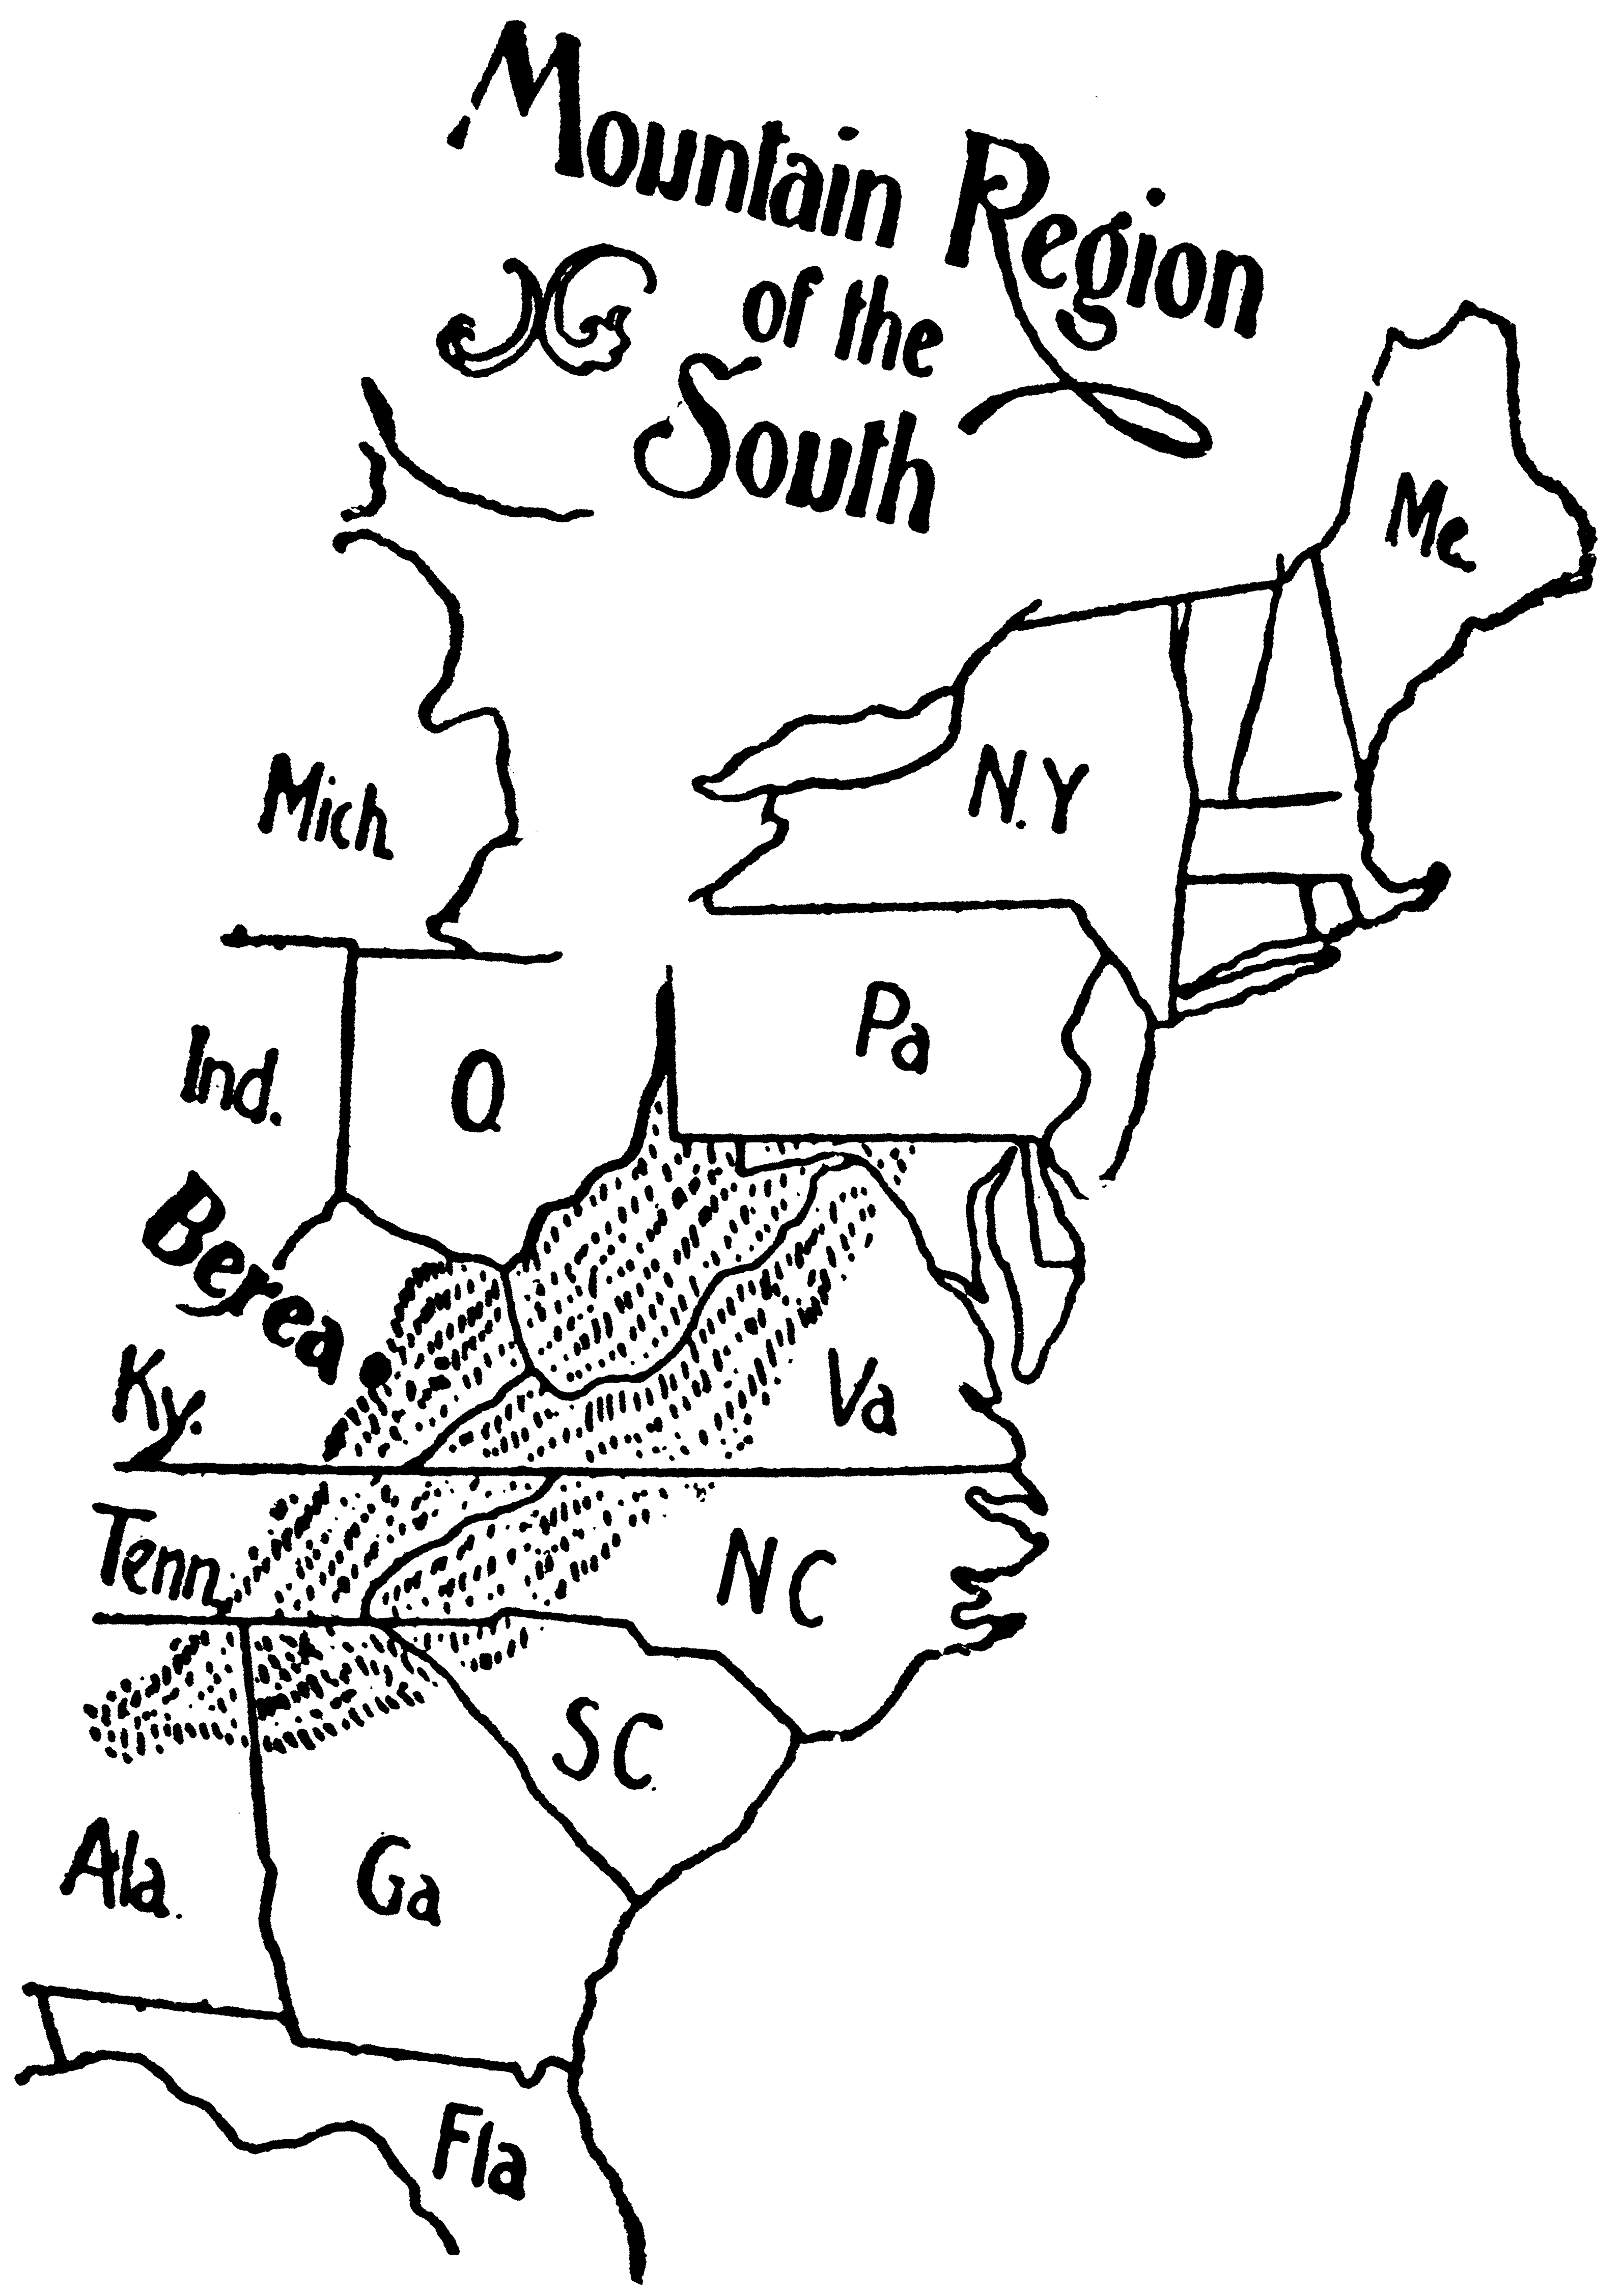 Mountain Region
of the
South
Me
N.Y
Mich
Pa
Ind.
O
Berea
Ky.
Va
Tenn.
NC
SC
Ala.
Ga
Fla